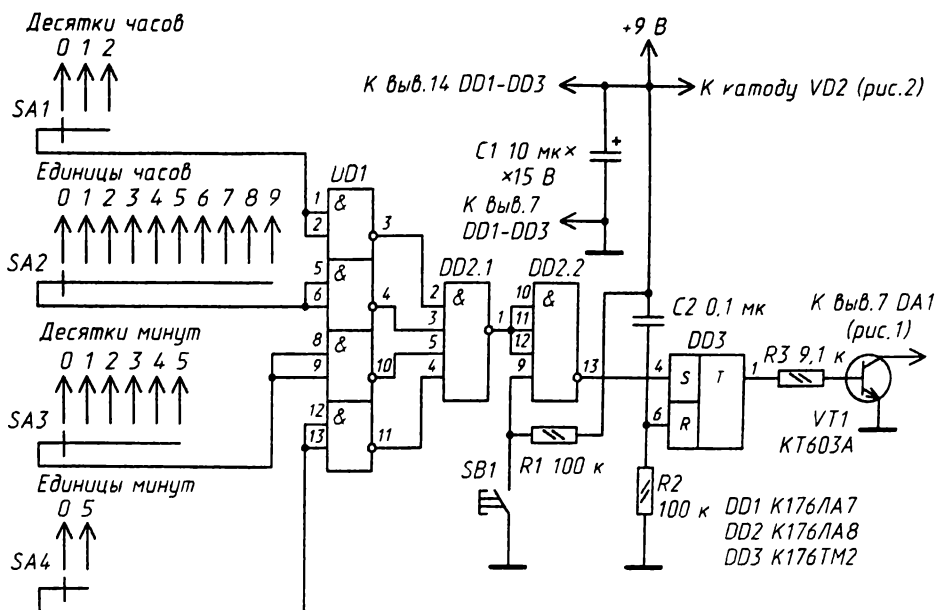 Десятки часов
0 1 2
SA1
Единицы часов
0 1 2 3 4 5 6 7 8 9
SA2
Десятки минут
0 1 2 3 4 5
SA3
Единицы минут
0 5
SA4
UD1
&
1
2
3
&
5
6
4
&
8
9
10
&
12
13
11
DD2.1
&
2
3
5
4
1
DD2.2
&
10
11
12
9
13
+9 В
К выв.14 DD1-DD3
К катоду VD2 (рис.2)
C1 10 мк×
×15 В
+
К выв.7
DD1-DD3
C2 0,1 мк
DD3
4
S
T
1
6
R
R1 100 к
SB1
R2
100 к
R3 9,1 к
К выв.7 DA1
(рис.1)
VT1
КТ603А
DD1 К176ЛА7
DD2 К176ЛА8
DD3 К176ТМ2